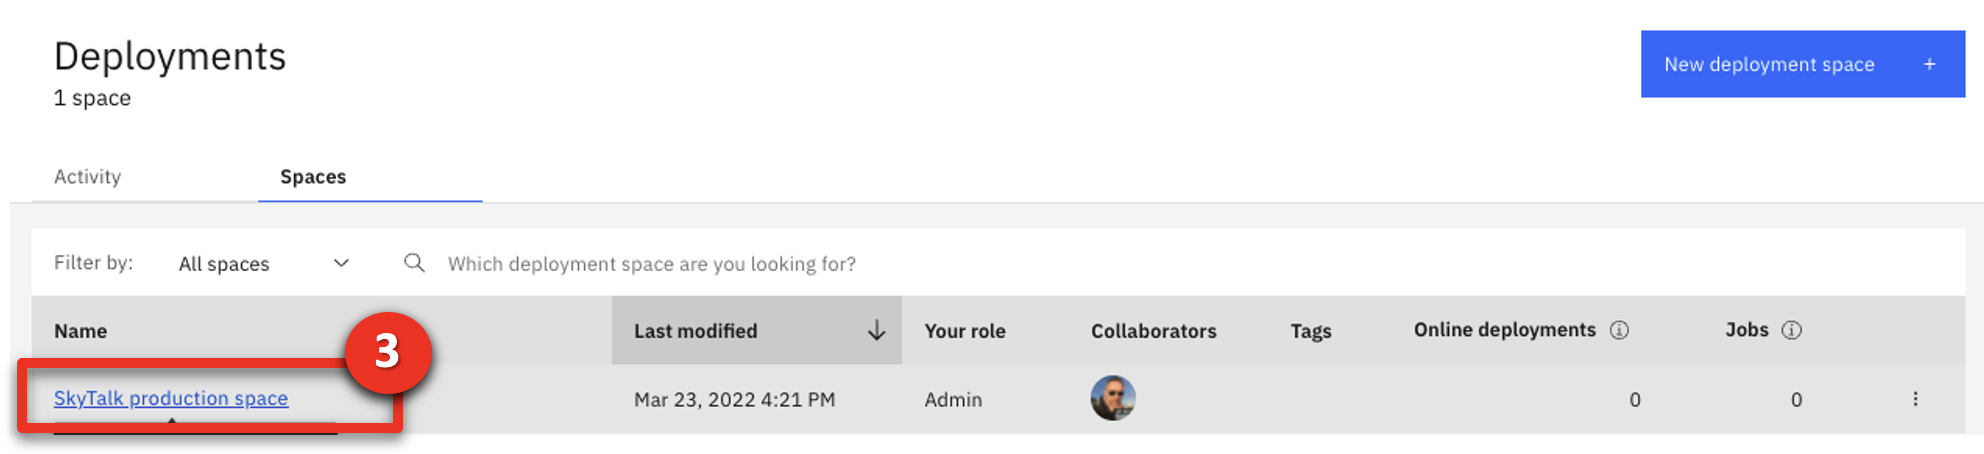 Deployments
New deployment space +
1 space
Activity Spaces
Filter by: All spaces Which deployment space are you looking for?
Name Last modified Your role Collaborators Tags Online deployments Jobs
3
SkyTalk production space Mar 23, 2022 4:21 PM Admin 0 0